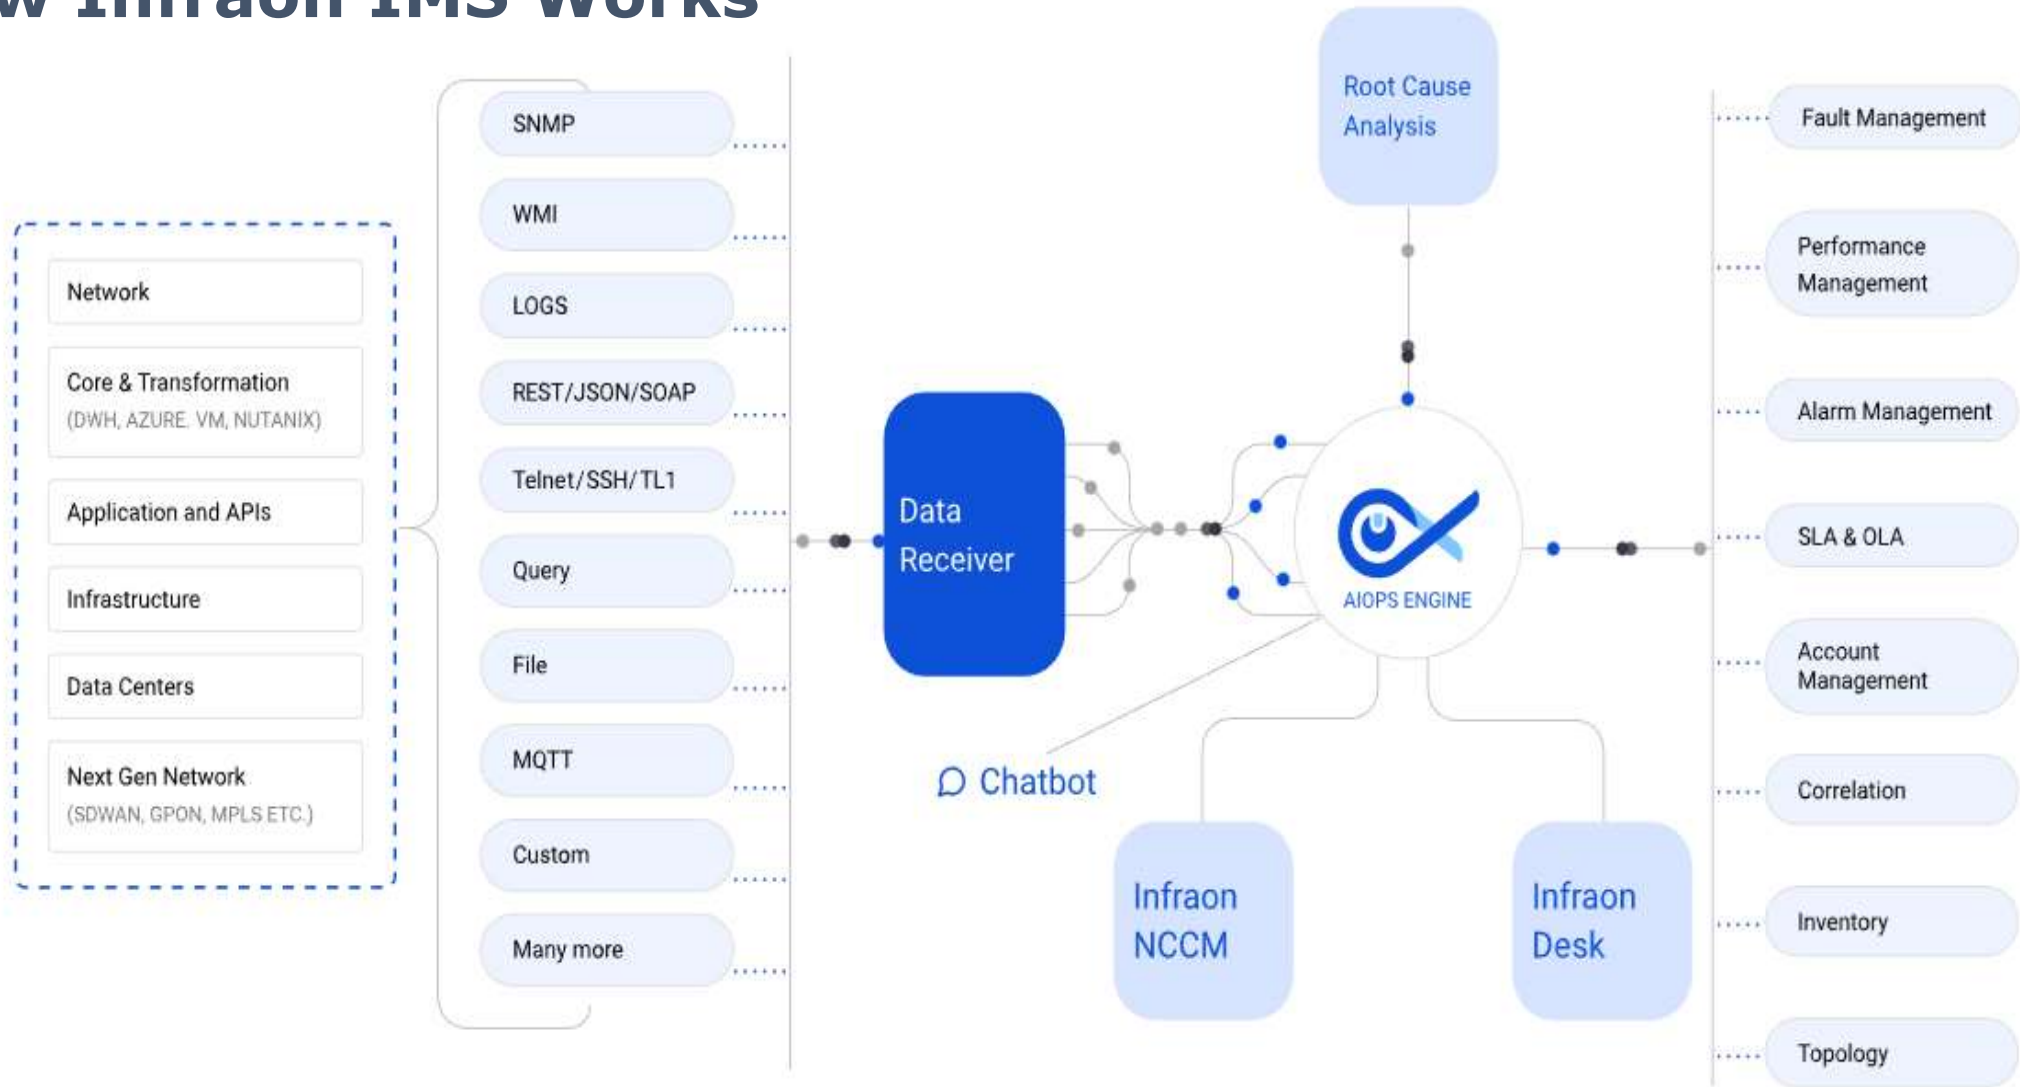 w Infraon IMS Works
Network
Core & Transformation
(DWH, AZURE. VM, NUTANIX)
Application and APIs
Infrastructure
Data Centers
Next Gen Network
(SDWAN, GPON, MPLS ETC.)
SNMP
WMI
LOGS
REST/JSON/SOAP
Telnet/SSH/TL1
Query
File
MQTT
Custom
Many more
Data
Receiver
Chatbot
Root Cause
Analysis
AIOPS ENGINE
Infraon
NCCM
Infraon
Desk
Fault Management
Performance
Management
Alarm Management
SLA & OLA
Account
Management
Correlation
Inventory
Topology